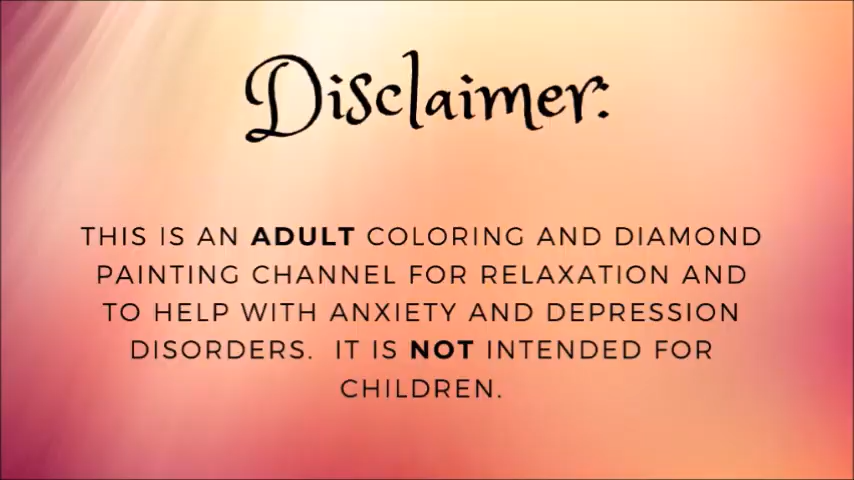 Disclaimer:
THIS IS AN ADULT COLORING AND DIAMOND
PAINTING CHANNEL FOR RELAXATION AND
TO HELP WITH ANXIETY AND DEPRESSION
DISORDERS. IT IS NOT INTENDED FOR
CHILDREN.